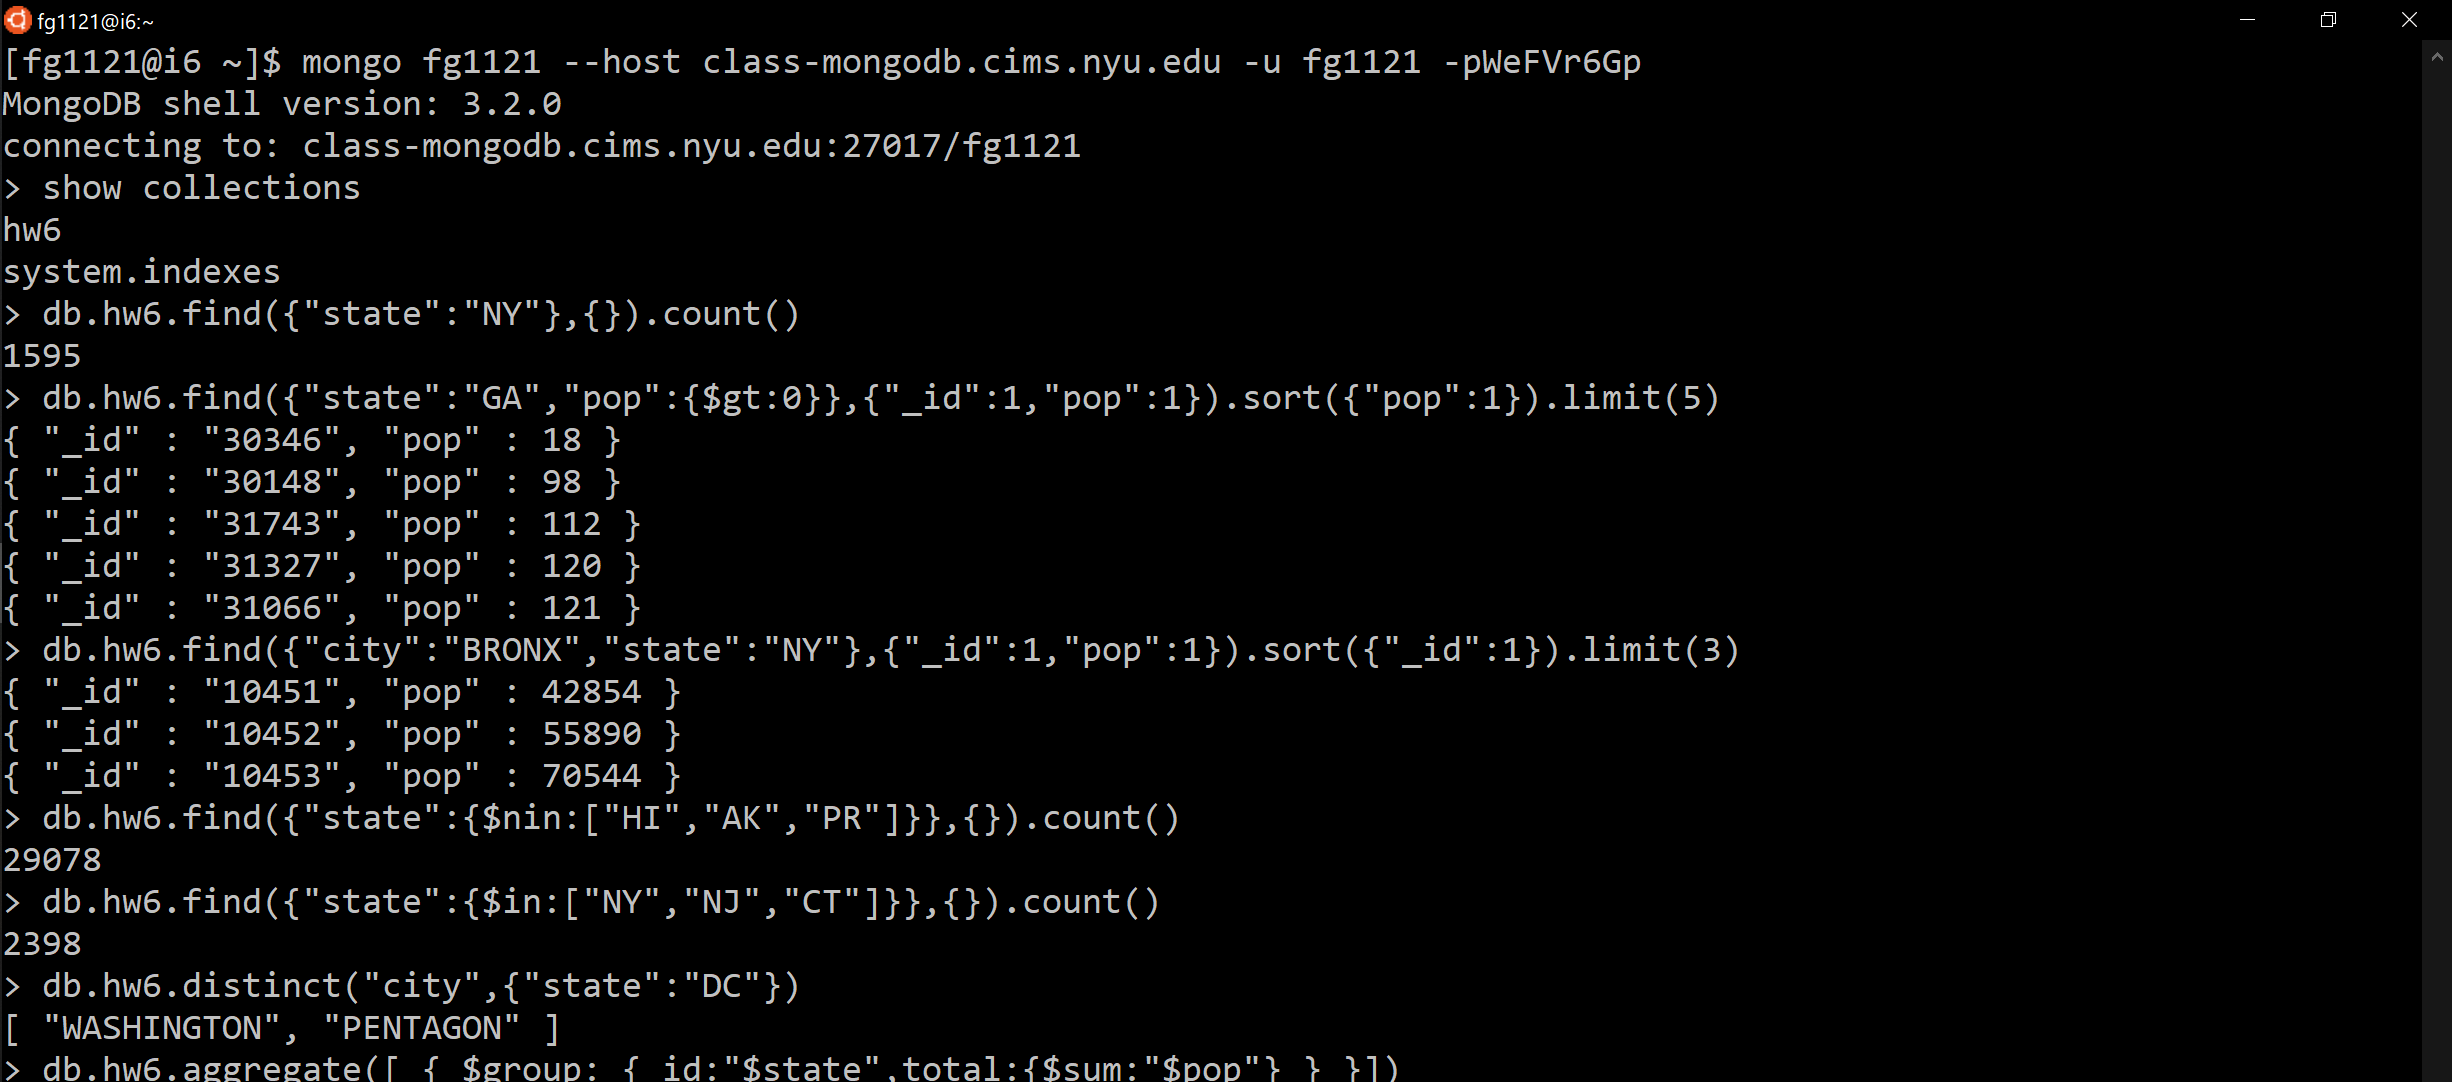 fg1121@i6:~
[fg1121@i6 ~]$ mongo fg1121 --host class-mongodb.cims.nyu.edu -u fg1121 -pWeFVr6Gp
MongoDB shell version: 3.2.0
connecting to: class-mongodb.cims.nyu.edu:27017/fg1121
> show collections
hw6
system.indexes
> db.hw6.find({"state":"NY"},{}).count()
1595
> db.hw6.find({"state":"GA","pop":{$gt:0}},{"_id":1,"pop":1}).sort({"pop":1}).limit(5)
{ "_id" : "30346", "pop" : 18 }
{ "_id" : "30148", "pop" : 98 }
{ "_id" : "31743", "pop" : 112 }
{ "_id" : "31327", "pop" : 120 }
{ "_id" : "31066", "pop" : 121 }
> db.hw6.find({"city":"BRONX","state":"NY"},{"_id":1,"pop":1}).sort({"_id":1}).limit(3)
{ "_id" : "10451", "pop" : 42854 }
{ "_id" : "10452", "pop" : 55890 }
{ "_id" : "10453", "pop" : 70544 }
> db.hw6.find({"state":{$nin:["HI","AK","PR"]}},{}).count()
29078
> db.hw6.find({"state":{$in:["NY","NJ","CT"]}},{}).count()
2398
> db.hw6.distinct("city",{"state":"DC"})
[ "WASHINGTON", "PENTAGON" ]
> db.hw6.aggregate([ { $group: { _id:"$state",total:{$sum:"$pop"} } }])